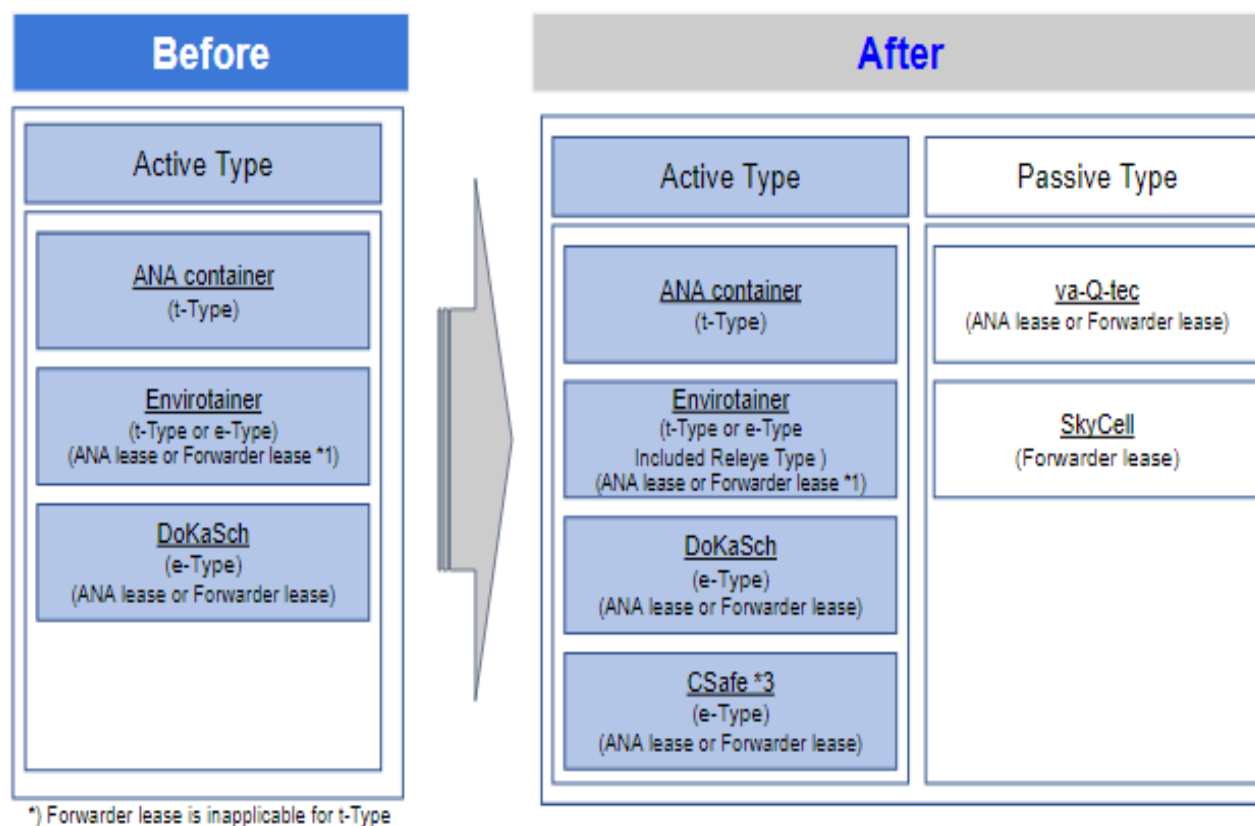 Before
Active Type
ANA container
(t-Type)
Envirotainer
(t-Type or e-Type)
(ANA lease or Forwarder lease *1)
DoKaSch
(e-Type)
(ANA lease or Forwarder lease)
*) Forwarder lease is inapplicable for t-Type
After
Active Type
ANA container
(t-Type)
Envirotainer
(t-Type or e-Type
Included Releye Type )
(ANA lease or Forwarder lease *1)
DoKaSch
(e-Type)
(ANA lease or Forwarder lease)
CSafe *3
(e-Type)
(ANA lease or Forwarder lease)
Passive Type
va-Q-tec
(ANA lease or Forwarder lease)
SkyCell
(Forwarder lease)